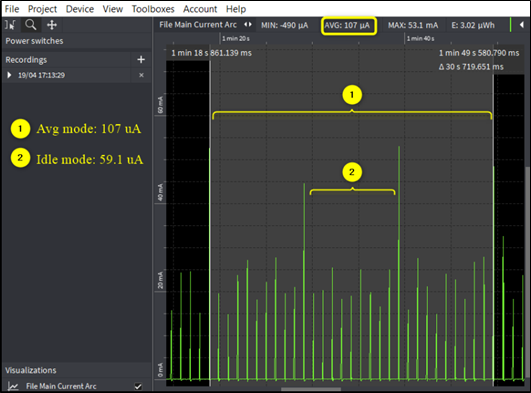 File Project Device View Toolboxes Account Help
File Main Current Arc MIN: -490 µA AVG: 107 µA MAX: 53.1 mA E: 3.02 µWh
Power switches
1 min 20 s 1 min 40 s
Recordings +
1 min 18 s 861.139 ms 1 min 49 s 580.790 ms
Δ 30 s 719.651 ms
19/04 17:13:29 ×
1
60 mA
1 Avg mode: 107 uA
2 Idle mode: 59.1 uA
2
40 mA
20 mA
0 mA
Visualizations
File Main Current Arc